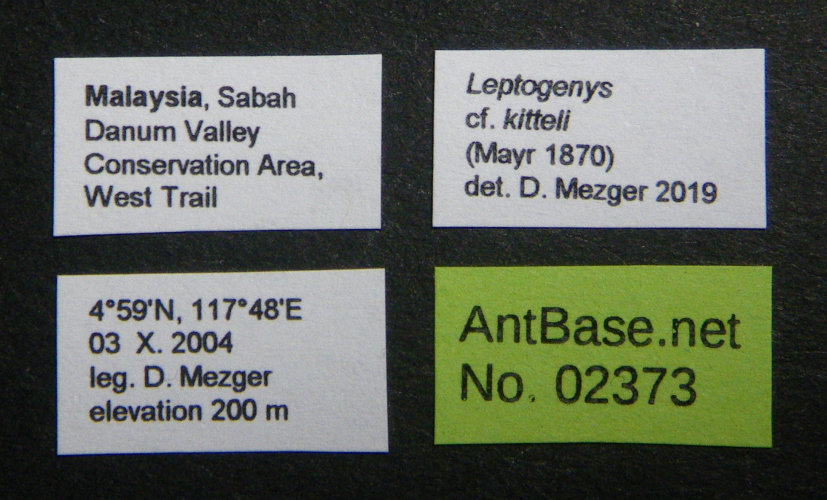 Malaysia, Sabah
Danum Valley
Conservation Area,
West Trail
Leptogenys
cf. kitteli
(Mayr 1870)
det. D. Mezger 2019
4°59'N, 117°48'E
03 X. 2004
leg. D. Mezger
elevation 200 m
AntBase.net
No. 02373